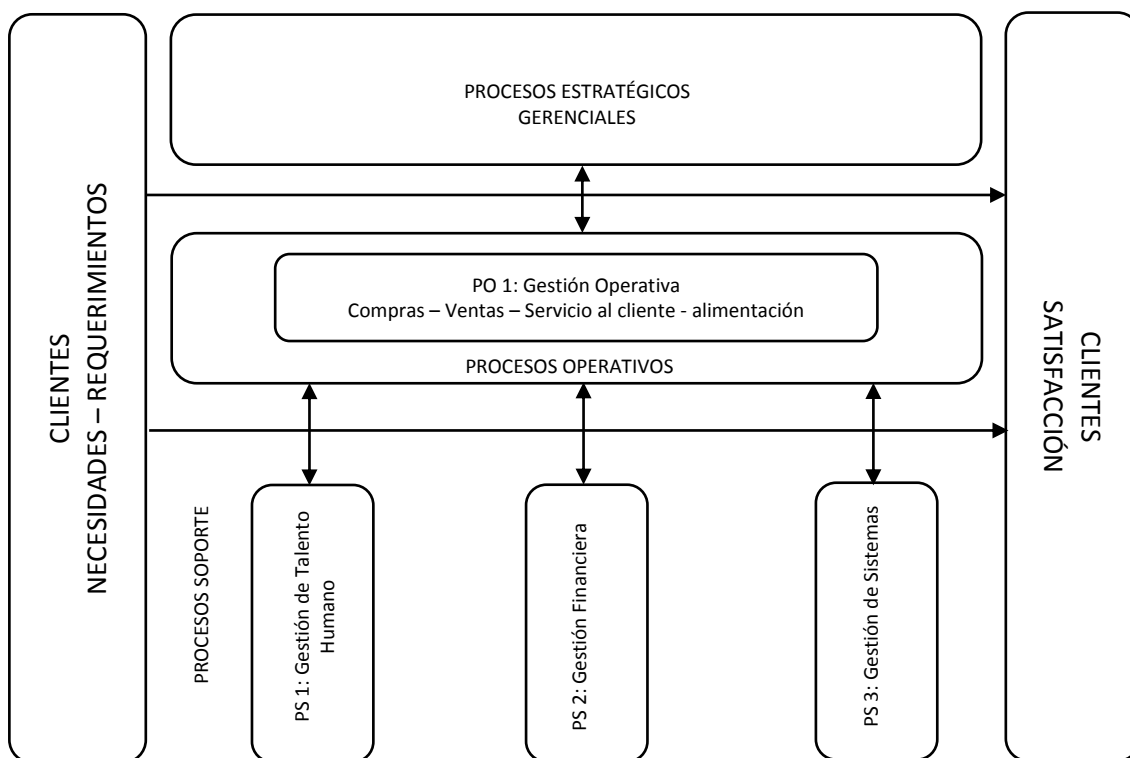 CLIENTES
NECESIDADES – REQUERIMIENTOS
PROCESOS ESTRATÉGICOS
GERENCIALES
PO 1: Gestión Operativa
Compras – Ventas – Servicio al cliente - alimentación
PROCESOS OPERATIVOS
PROCESOS SOPORTE
PS 1: Gestión de Talento
Humano
PS 2: Gestión Financiera
PS 3: Gestión de Sistemas
CLIENTES
SATISFACCIÓN